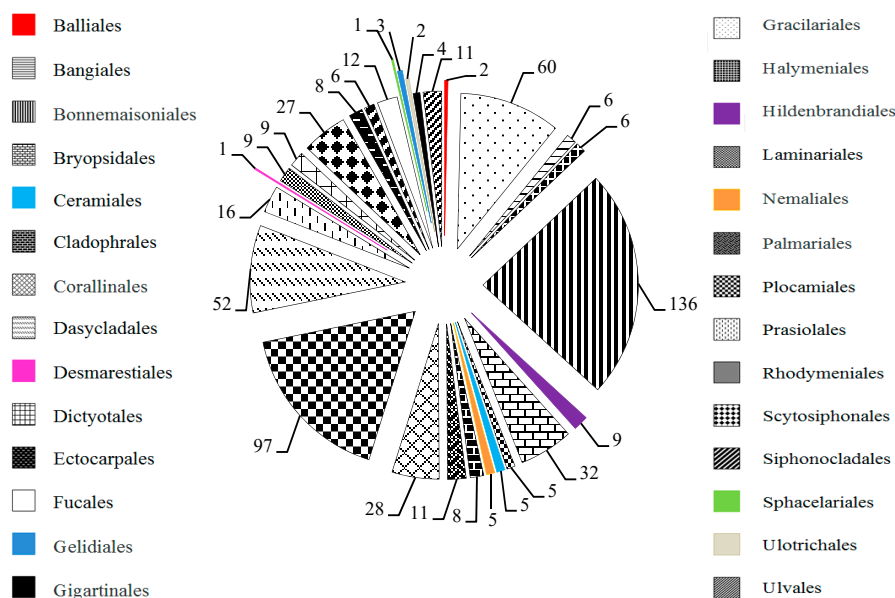 Balliales
Bangiales
Bonnemaisoniales
Bryopsidales
Ceramiales
Cladophrales
Corallinales
Dasycladales
Desmarestiales
Dictyotales
Ectocarpales
Fucales
Gelidiales
Gigartinales
1
3
2
4
11
2
60
6
6
136
9
32
5
5
5
8
11
28
97
52
16
1
9
9
27
8
6
12
Gracilariales
Halymeniales
Hildenbrandiales
Laminariales
Nemaliales
Palmariales
Plocamiales
Prasiolales
Rhodymeniales
Scytosiphonales
Siphonocladales
Sphacelariales
Ulotrichales
Ulvales